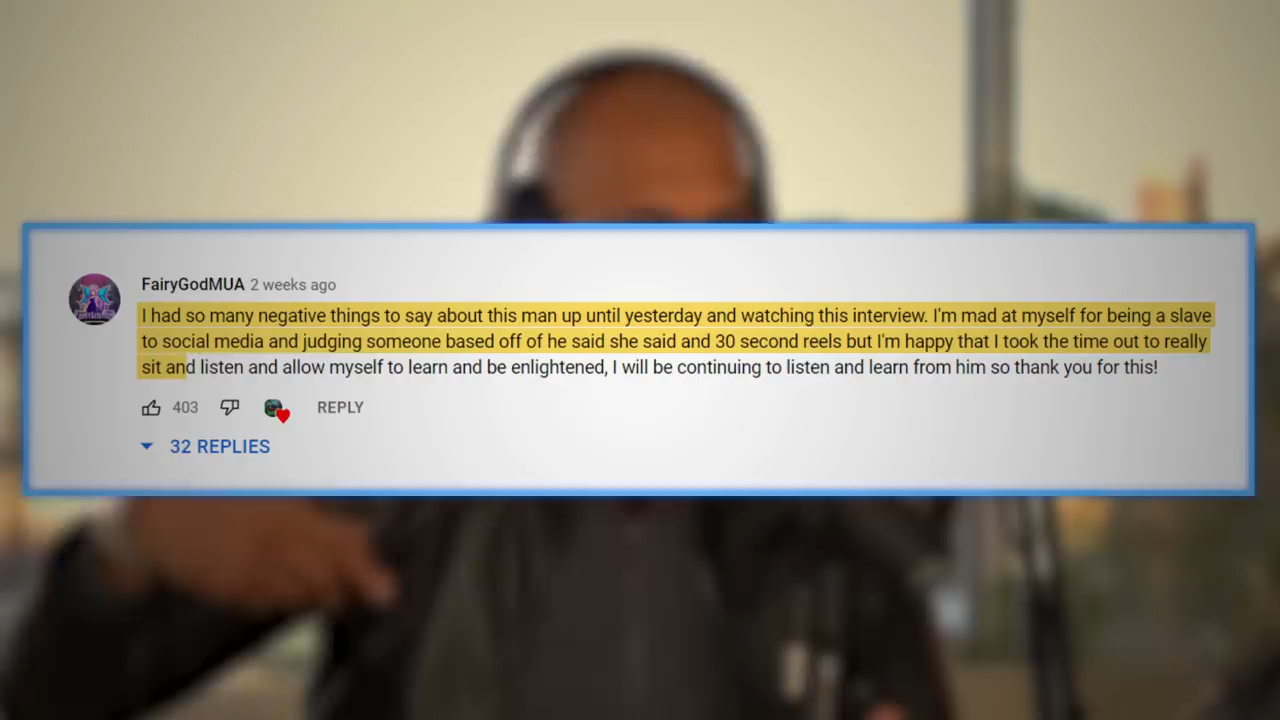 FairyGodMUA 2 weeks ago
I had so many negative things to say about this man up until yesterday and watching this interview. I'm mad at myself for being a slave
to social media and judging someone based off of he said she said and 30 second reels but I'm happy that I took the time out to really
sit and listen and allow myself to learn and be enlightened, I will be continuing to listen and learn from him so thank you for this!
403 REPLY
32 REPLIES